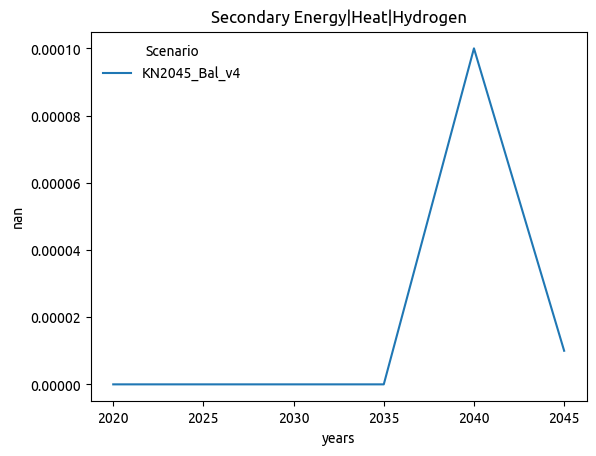 Secondary Energy|Heat|Hydrogen
Scenario
KN2045_Bal_v4
0.00010
0.00008
0.00006
0.00004
0.00002
0.00000
nan
2020 2025 2030 2035 2040 2045
years